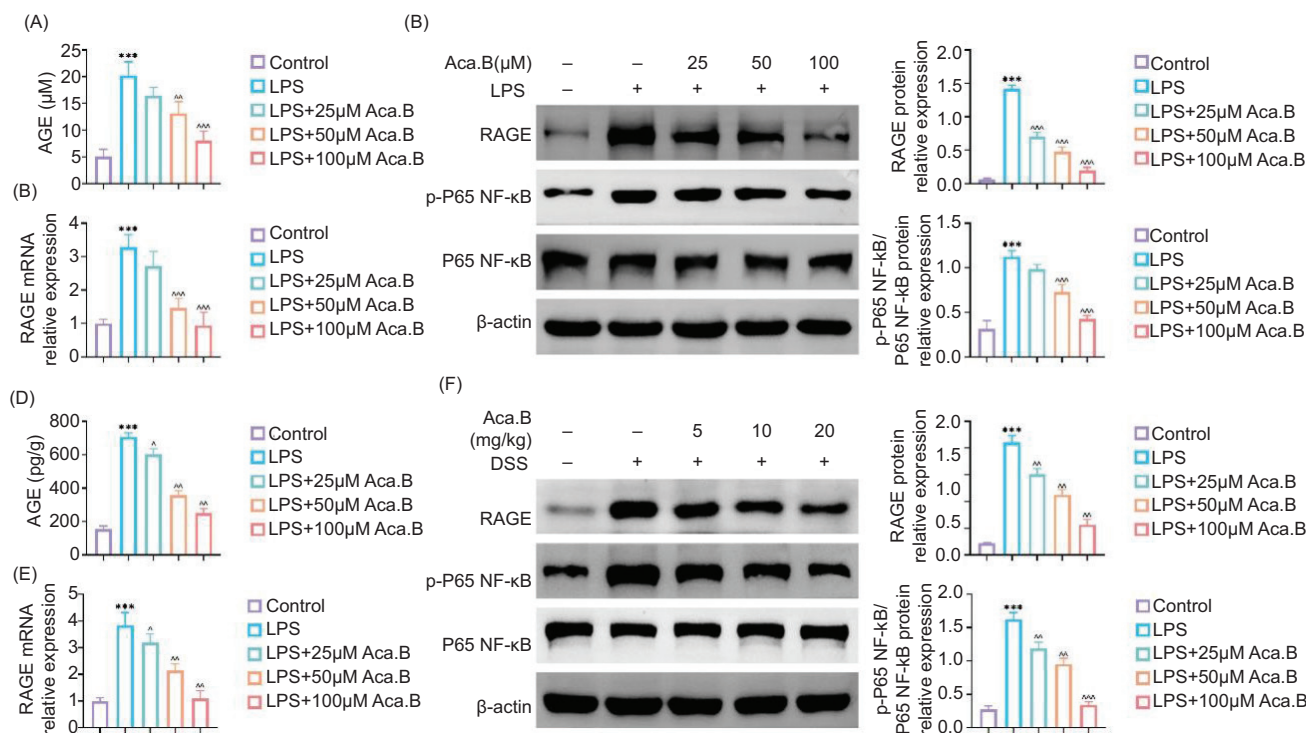 (A)
AGE (μM)
25
20
15
10
5
0
***
^^
^^^
Control
LPS
LPS+25μM Aca.B
LPS+50μM Aca.B
LPS+100μM Aca.B
(B)
RAGE mRNA
relative expression
4
3
2
1
0
***
^^^
^^^
Control
LPS
LPS+25μM Aca.B
LPS+50μM Aca.B
LPS+100μM Aca.B
(B)
Aca.B(μM) – – 25 50 100
LPS – + + + +
RAGE
p-P65 NF-κB
P65 NF-κB
β-actin
RAGE protein
relative expression
2.0
1.5
1.0
0.5
0.0
***
^^^
^^^
^^^
Control
LPS
LPS+25μM Aca.B
LPS+50μM Aca.B
LPS+100μM Aca.B
p-P65 NF-kB/
P65 NF-kB protein
relative expression
1.5
1.0
0.5
0.0
***
^^^
^^^
Control
LPS
LPS+25μM Aca.B
LPS+50μM Aca.B
LPS+100μM Aca.B
(D)
AGE (pg/g)
800
600
400
200
0
***
^
^^
^^
Control
LPS
LPS+25μM Aca.B
LPS+50μM Aca.B
LPS+100μM Aca.B
(E)
RAGE mRNA
relative expression
5
4
3
2
1
0
***
^
^^
^^
Control
LPS
LPS+25μM Aca.B
LPS+50μM Aca.B
LPS+100μM Aca.B
(F)
Aca.B
(mg/kg) – – 5 10 20
DSS – + + + +
RAGE
p-P65 NF-κB
P65 NF-κB
β-actin
RAGE protein
relative expression
2.0
1.5
1.0
0.5
0.0
***
^^
^^
^^
Control
LPS
LPS+25μM Aca.B
LPS+50μM Aca.B
LPS+100μM Aca.B
p-P65 NF-kB/
P65 NF-kB protein
relative expression
2.0
1.5
1.0
0.5
0.0
***
^^
^^
^^^
Control
LPS
LPS+25μM Aca.B
LPS+50μM Aca.B
LPS+100μM Aca.B